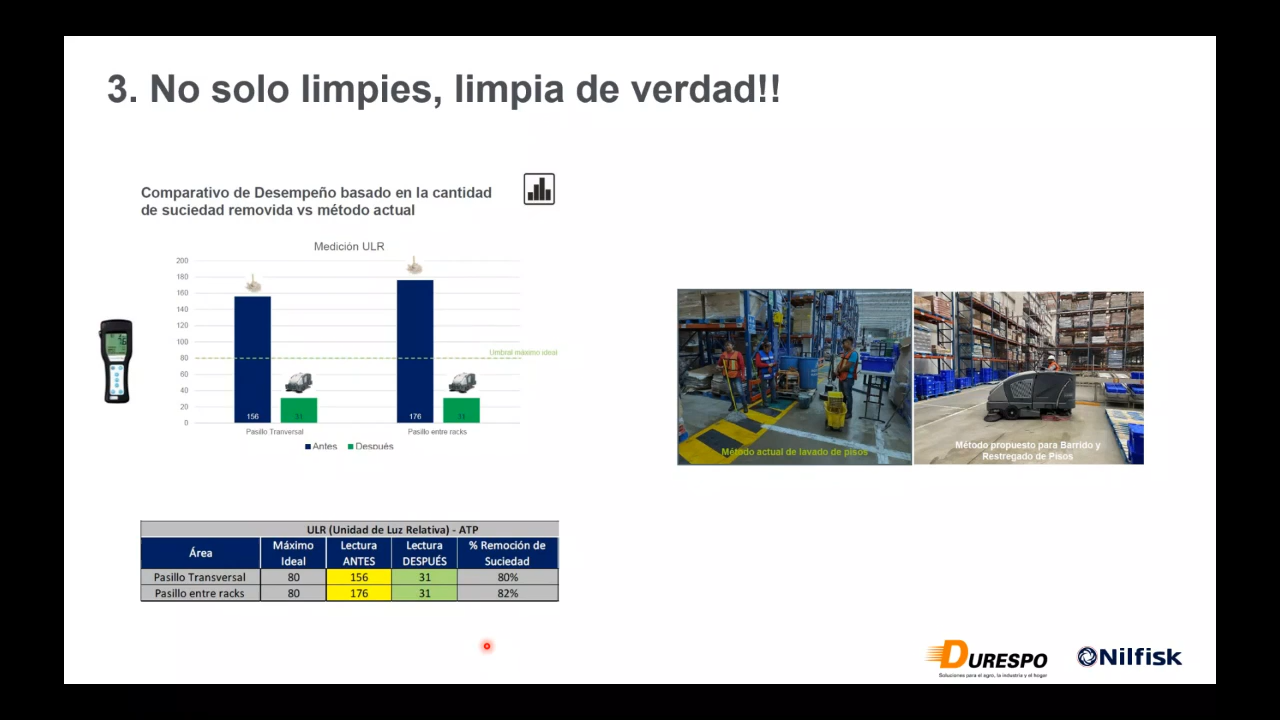 3. No solo limpies, limpia de verdad!!
Comparativo de Desempeño basado en la cantidad
de suciedad removida vs método actual
Medición ULR
200
180
160
140
120
100
80
60
40
20
0
Umbral máximo ideal
156
31
176
31
Pasillo Tranversal
Pasillo entre racks
Antes
Después
Método actual de lavado de pisos
Método propuesto para Barrido y
Restregado de Pisos
ULR (Unidad de Luz Relativa) - ATP
Área Máximo Ideal Lectura ANTES Lectura DESPUÉS % Remoción de Suciedad
Pasillo Transversal 80 156 31 80%
Pasillo entre racks 80 176 31 82%
DURESPO
Soluciones para el agro, la industria y el hogar
Nilfisk